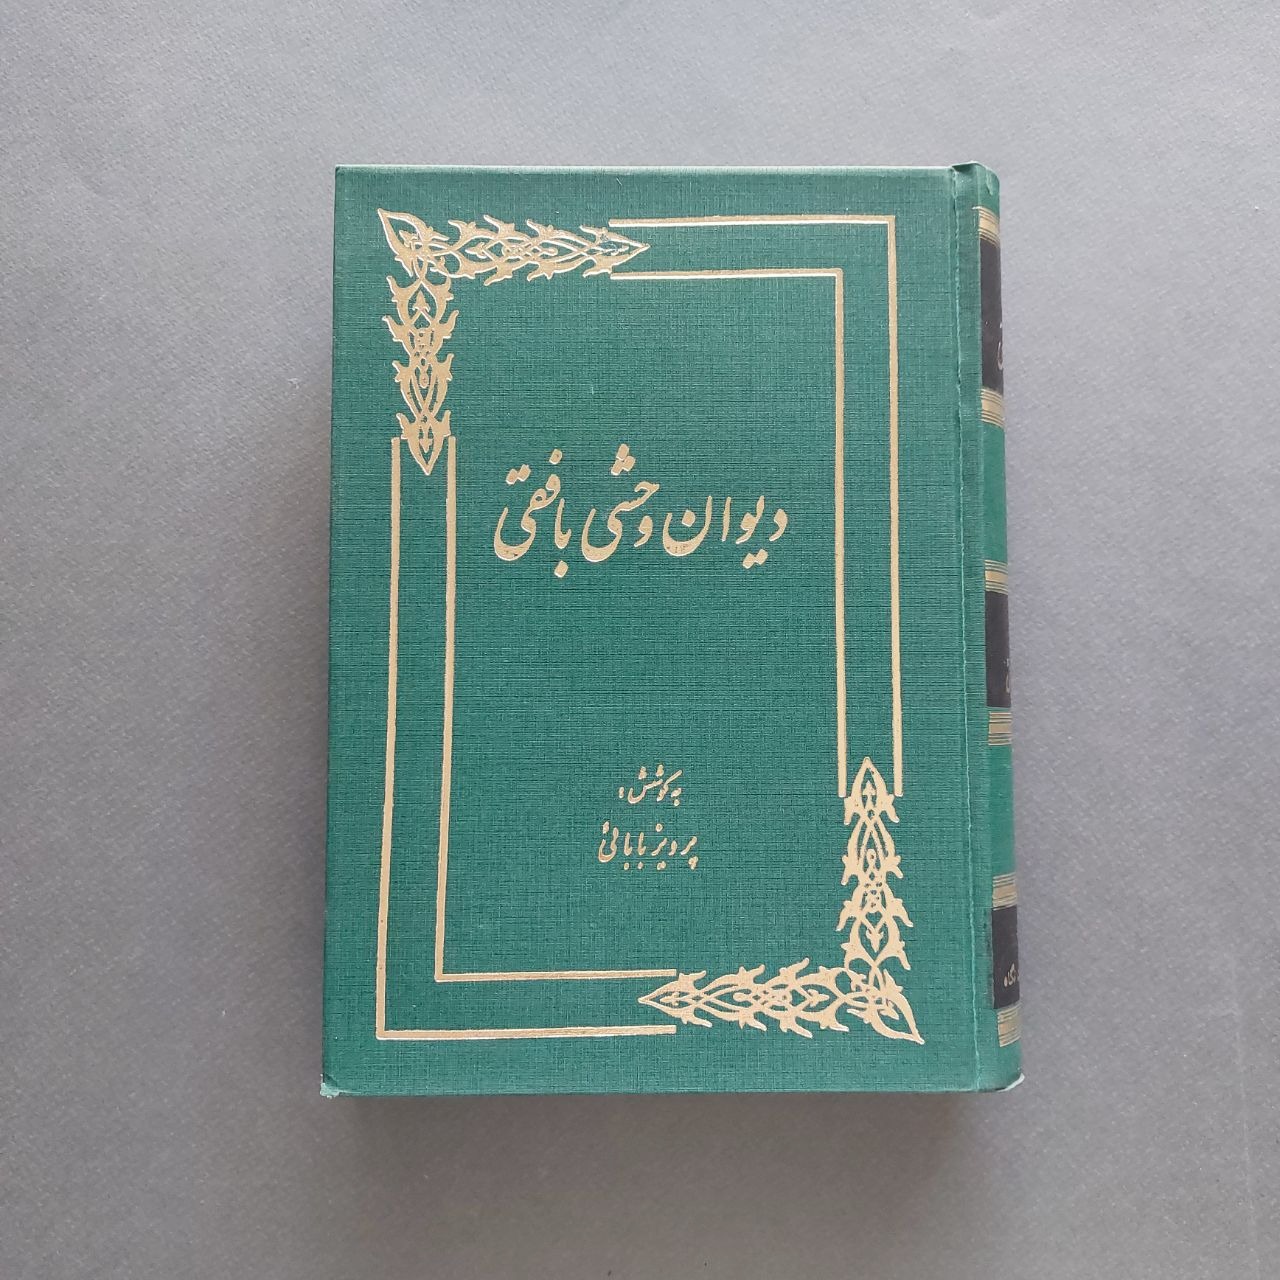 دیوان وحشی بافقی
به کوشش:
پرویز بابائی